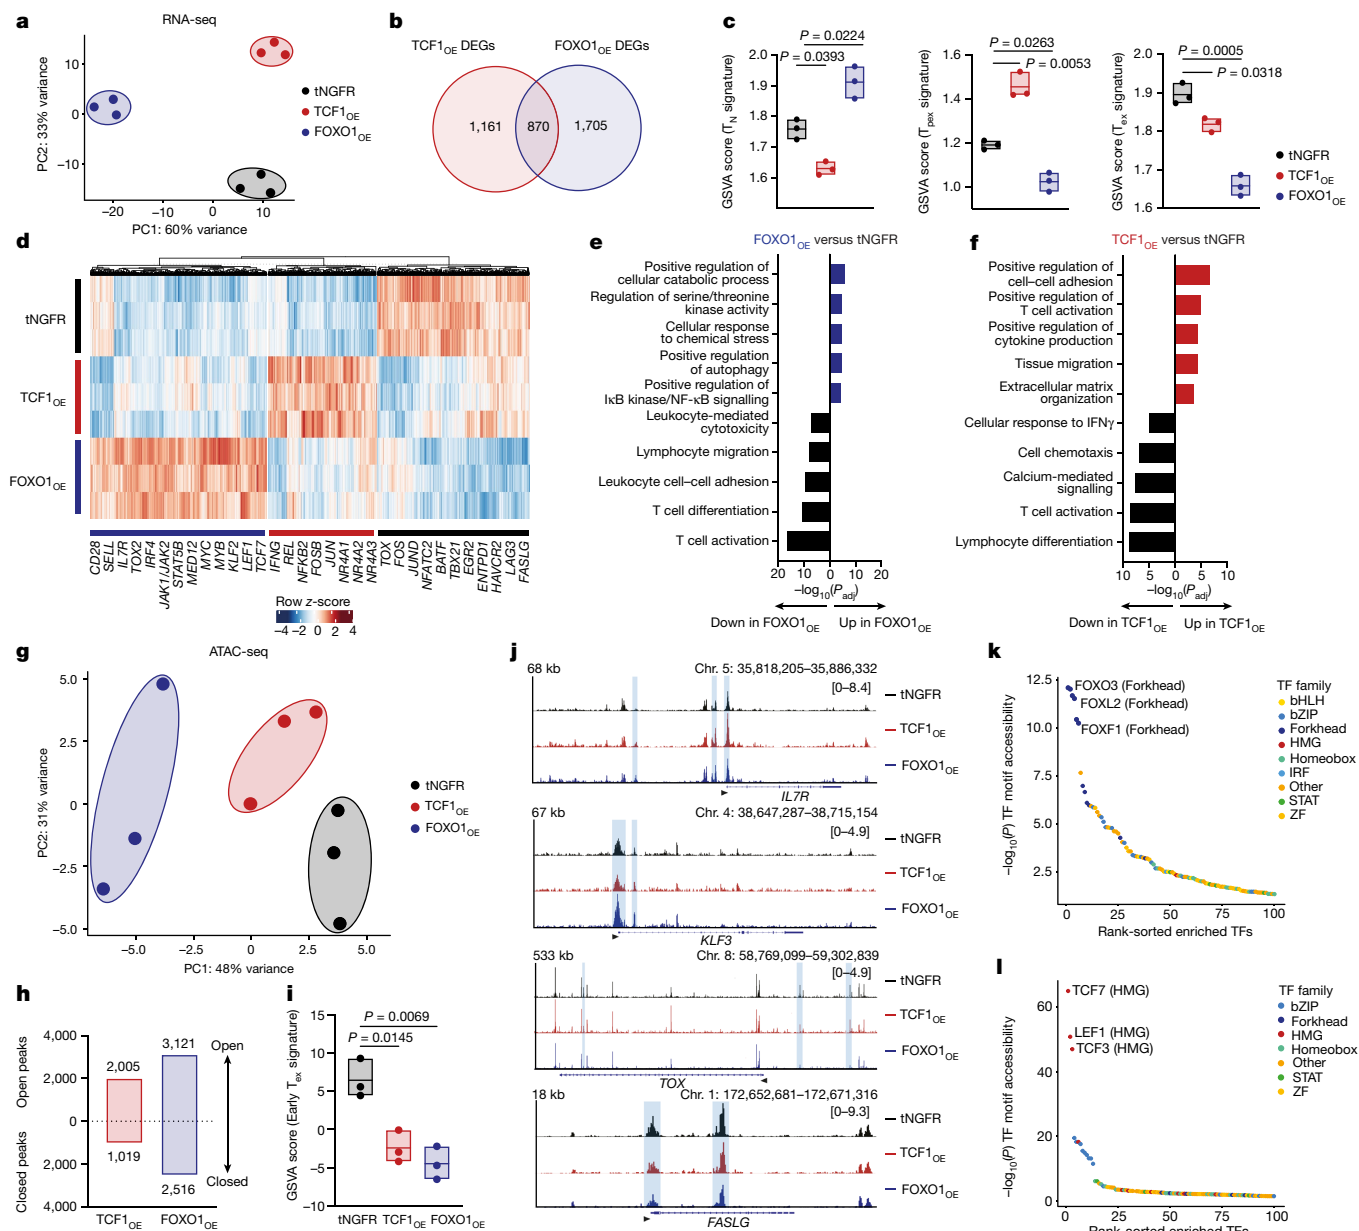 a
RNA-seq
PC2: 33% variance
10
0
−10
−20
−10
0
10
PC1: 60% variance
tNGFR
TCF1OE
FOXO1OE
b
TCF1OE DEGs
FOXO1OE DEGs
1,161
870
1,705
c
GSVA score (TN signature)
2.0
1.9
1.8
1.7
1.6
P = 0.0224
P = 0.0393
GSVA score (Tpex signature)
1.6
1.4
1.2
1.0
P = 0.0263
P = 0.0053
GSVA score (Tex signature)
2.0
1.9
1.8
1.7
1.6
P = 0.0005
P = 0.0318
tNGFR
TCF1OE
FOXO1OE
d
tNGFR
TCF1OE
FOXO1OE
CD28
SELL
IL7R
TOX2
IRF4
JAK1/JAK2
STAT5B
MED12
MYC
MYB
KLF2
LEF1
TCF7
IFNG
REL
NFKB2
FOSB
JUN
NR4A1
NR4A2
NR4A3
TOX
FOS
JUND
NFATC2
BATF
TBX21
EGR2
ENTPD1
HAVCR2
LAG3
FASLG
Row z-score
−4 −2 0 2 4
e
FOXO1OE versus tNGFR
Positive regulation of
cellular catabolic process
Regulation of serine/threonine
kinase activity
Cellular response
to chemical stress
Positive regulation
of autophagy
Positive regulation of
IκB kinase/NF-κB signalling
Leukocyte-mediated
cytotoxicity
Lymphocyte migration
Leukocyte cell–cell adhesion
T cell differentiation
T cell activation
20 10 0 10 20
−log10(Padj)
Down in FOXO1OE
Up in FOXO1OE
f
TCF1OE versus tNGFR
Positive regulation of
cell–cell adhesion
Positive regulation of
T cell activation
Positive regulation of
cytokine production
Tissue migration
Extracellular matrix
organization
Cellular response to IFNγ
Cell chemotaxis
Calcium-mediated
signalling
T cell activation
Lymphocyte differentiation
10 5 0 5 10
−log10(Padj)
Down in TCF1OE
Up in TCF1OE
g
ATAC-seq
PC2: 31% variance
5.0
2.5
0
−2.5
−5.0
−5.0
−2.5
0
2.5
5.0
PC1: 48% variance
tNGFR
TCF1OE
FOXO1OE
h
Open peaks
Closed peaks
4,000
2,000
0
2,000
4,000
2,005
3,121
1,019
2,516
Open
Closed
TCF1OE
FOXO1OE
i
GSVA score (Early Tex signature)
15
10
5
0
−5
−10
P = 0.0069
P = 0.0145
tNGFR
TCF1OE
FOXO1OE
j
68 kb
Chr. 5: 35,818,205–35,886,332
[0–8.4]
tNGFR
TCF1OE
FOXO1OE
IL7R
67 kb
Chr. 4: 38,647,287–38,715,154
[0–4.9]
tNGFR
TCF1OE
FOXO1OE
KLF3
533 kb
Chr. 8: 58,769,099–59,302,839
[0–4.9]
tNGFR
TCF1OE
FOXO1OE
TOX
18 kb
Chr. 1: 172,652,681–172,671,316
[0–9.3]
tNGFR
TCF1OE
FOXO1OE
FASLG
k
−log10(P) TF motif accessibility
12.5
10.0
7.5
5.0
2.5
FOXO3 (Forkhead)
FOXL2 (Forkhead)
FOXF1 (Forkhead)
0
25
50
75
100
Rank-sorted enriched TFs
TF family
bHLH
bZIP
Forkhead
HMG
Homeobox
IRF
Other
STAT
ZF
l
−log10(P) TF motif accessibility
60
40
20
0
TCF7 (HMG)
LEF1 (HMG)
TCF3 (HMG)
0
25
50
75
100
Rank-sorted enriched TFs
TF family
bZIP
Forkhead
HMG
Homeobox
Other
STAT
ZF